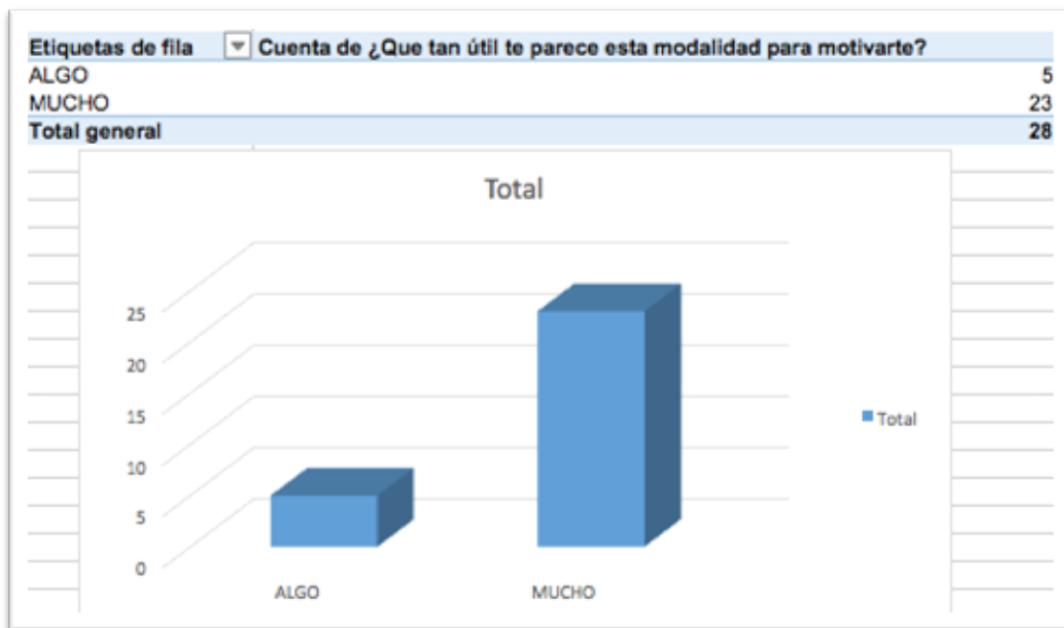 Etiquetas de fila Cuenta de ¿Que tan útil te parece esta modalidad para motivarte?
ALGO 5
MUCHO 23
Total general 28
Total
25
20
15
10
5
0
Total
ALGO MUCHO